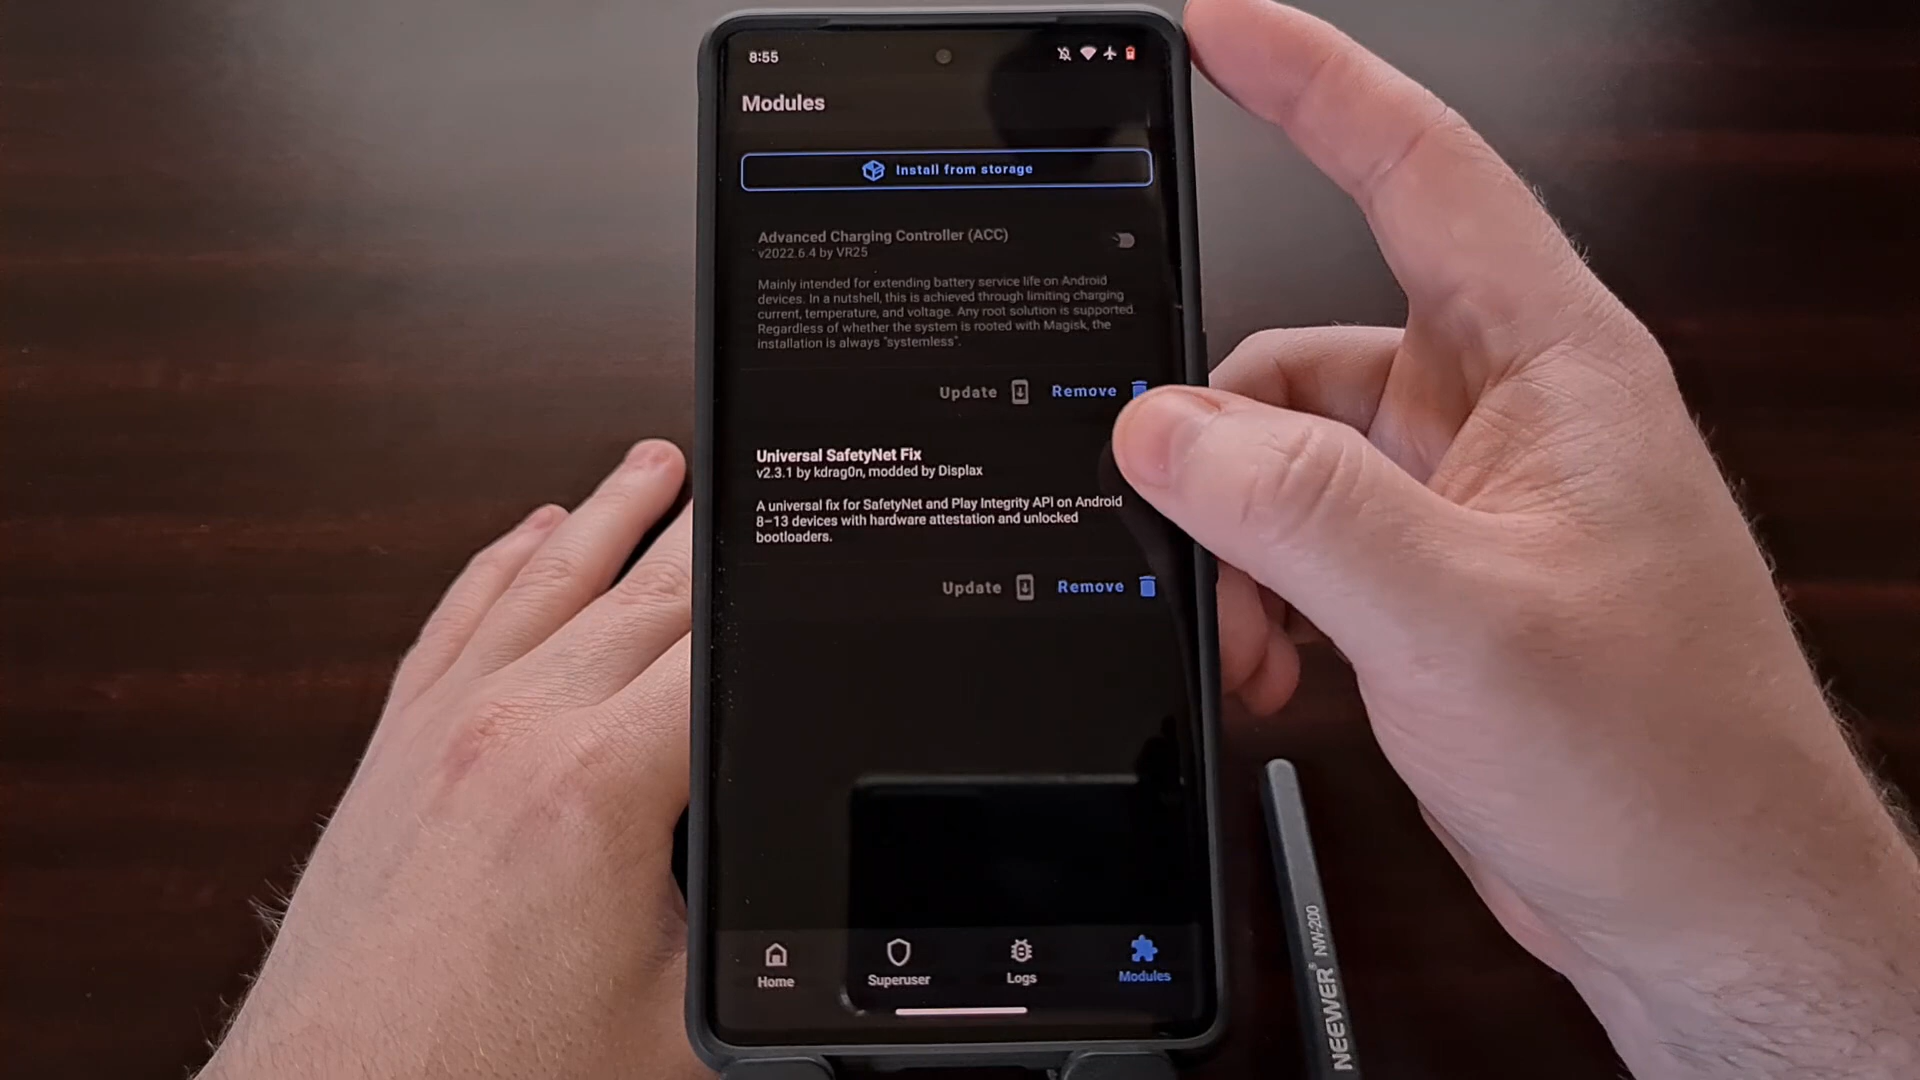 8:55
Modules
Install from storage
Advanced Charging Controller (ACC)
v2022.6.4 by VR25
Mainly intended for extending battery service life on Android
devices. In a nutshell, this is achieved through limiting charging
current, temperature, and voltage. Any root solution is supported.
Regardless of whether the system is rooted with Magisk, the
installation is always "systemless".
Update Remove
Universal SafetyNet Fix
v2.3.1 by kdrag0n, modded by Displax
A universal fix for SafetyNet and Play Integrity API on Android
8–13 devices with hardware attestation and unlocked
bootloaders.
Update Remove
Home Superuser Logs Modules
NEEWER® NW-200